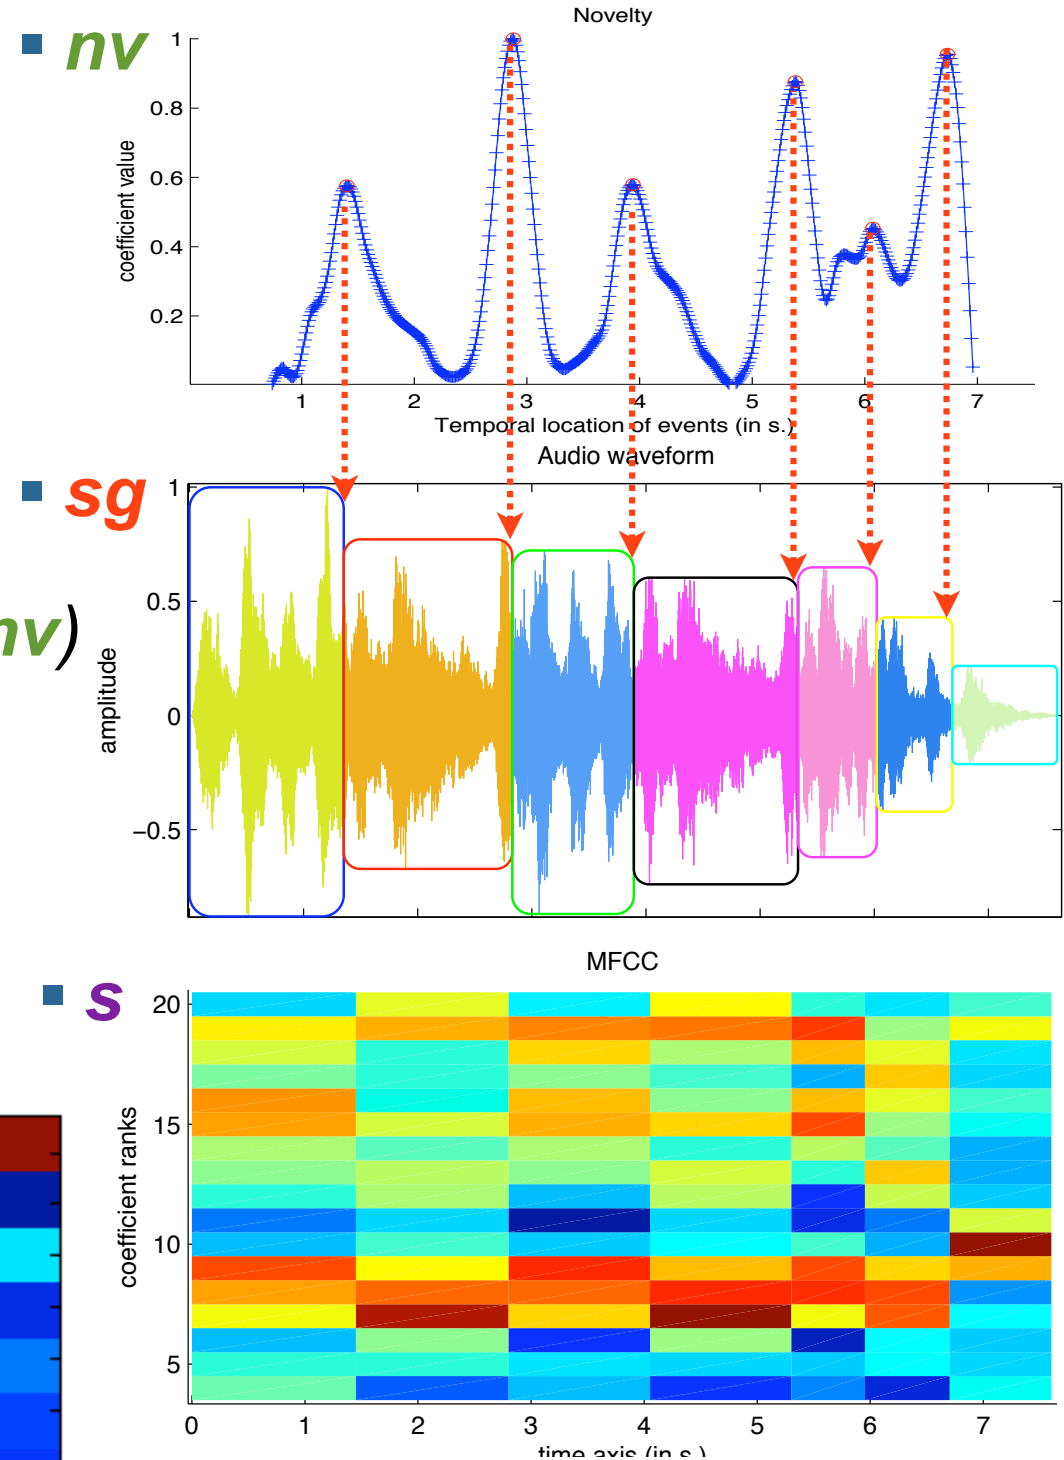 Novelty
nv
1
0.8
0.6
0.4
0.2
coefficient value
1 2 3 4 5 6 7
Temporal location of events (in s.)
Audio waveform
sg
nv)
1
0.5
0
−0.5
amplitude
MFCC
s
20
15
10
5
coefficient ranks
0 1 2 3 4 5 6 7
time axis (in s.)